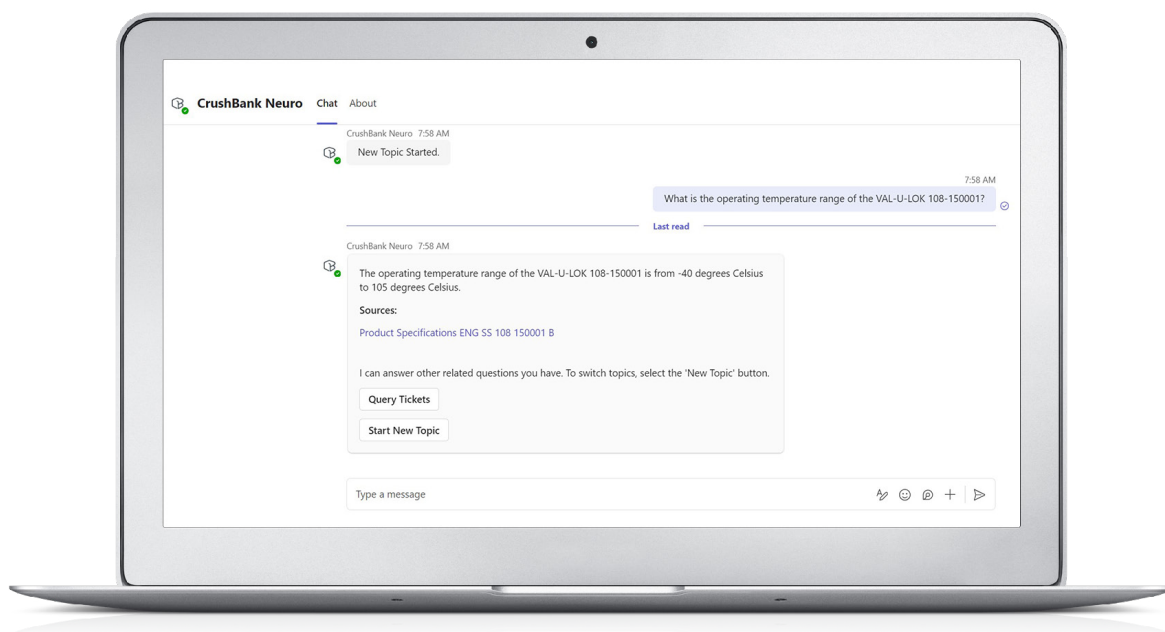 CrushBank Neuro Chat About
CrushBank Neuro 7:58 AM
New Topic Started.
7:58 AM
What is the operating temperature range of the VAL-U-LOK 108-150001?
Last read
CrushBank Neuro 7:58 AM
The operating temperature range of the VAL-U-LOK 108-150001 is from -40 degrees Celsius
to 105 degrees Celsius.
Sources:
Product Specifications ENG SS 108 150001 B
I can answer other related questions you have. To switch topics, select the 'New Topic' button.
Query Tickets
Start New Topic
Type a message